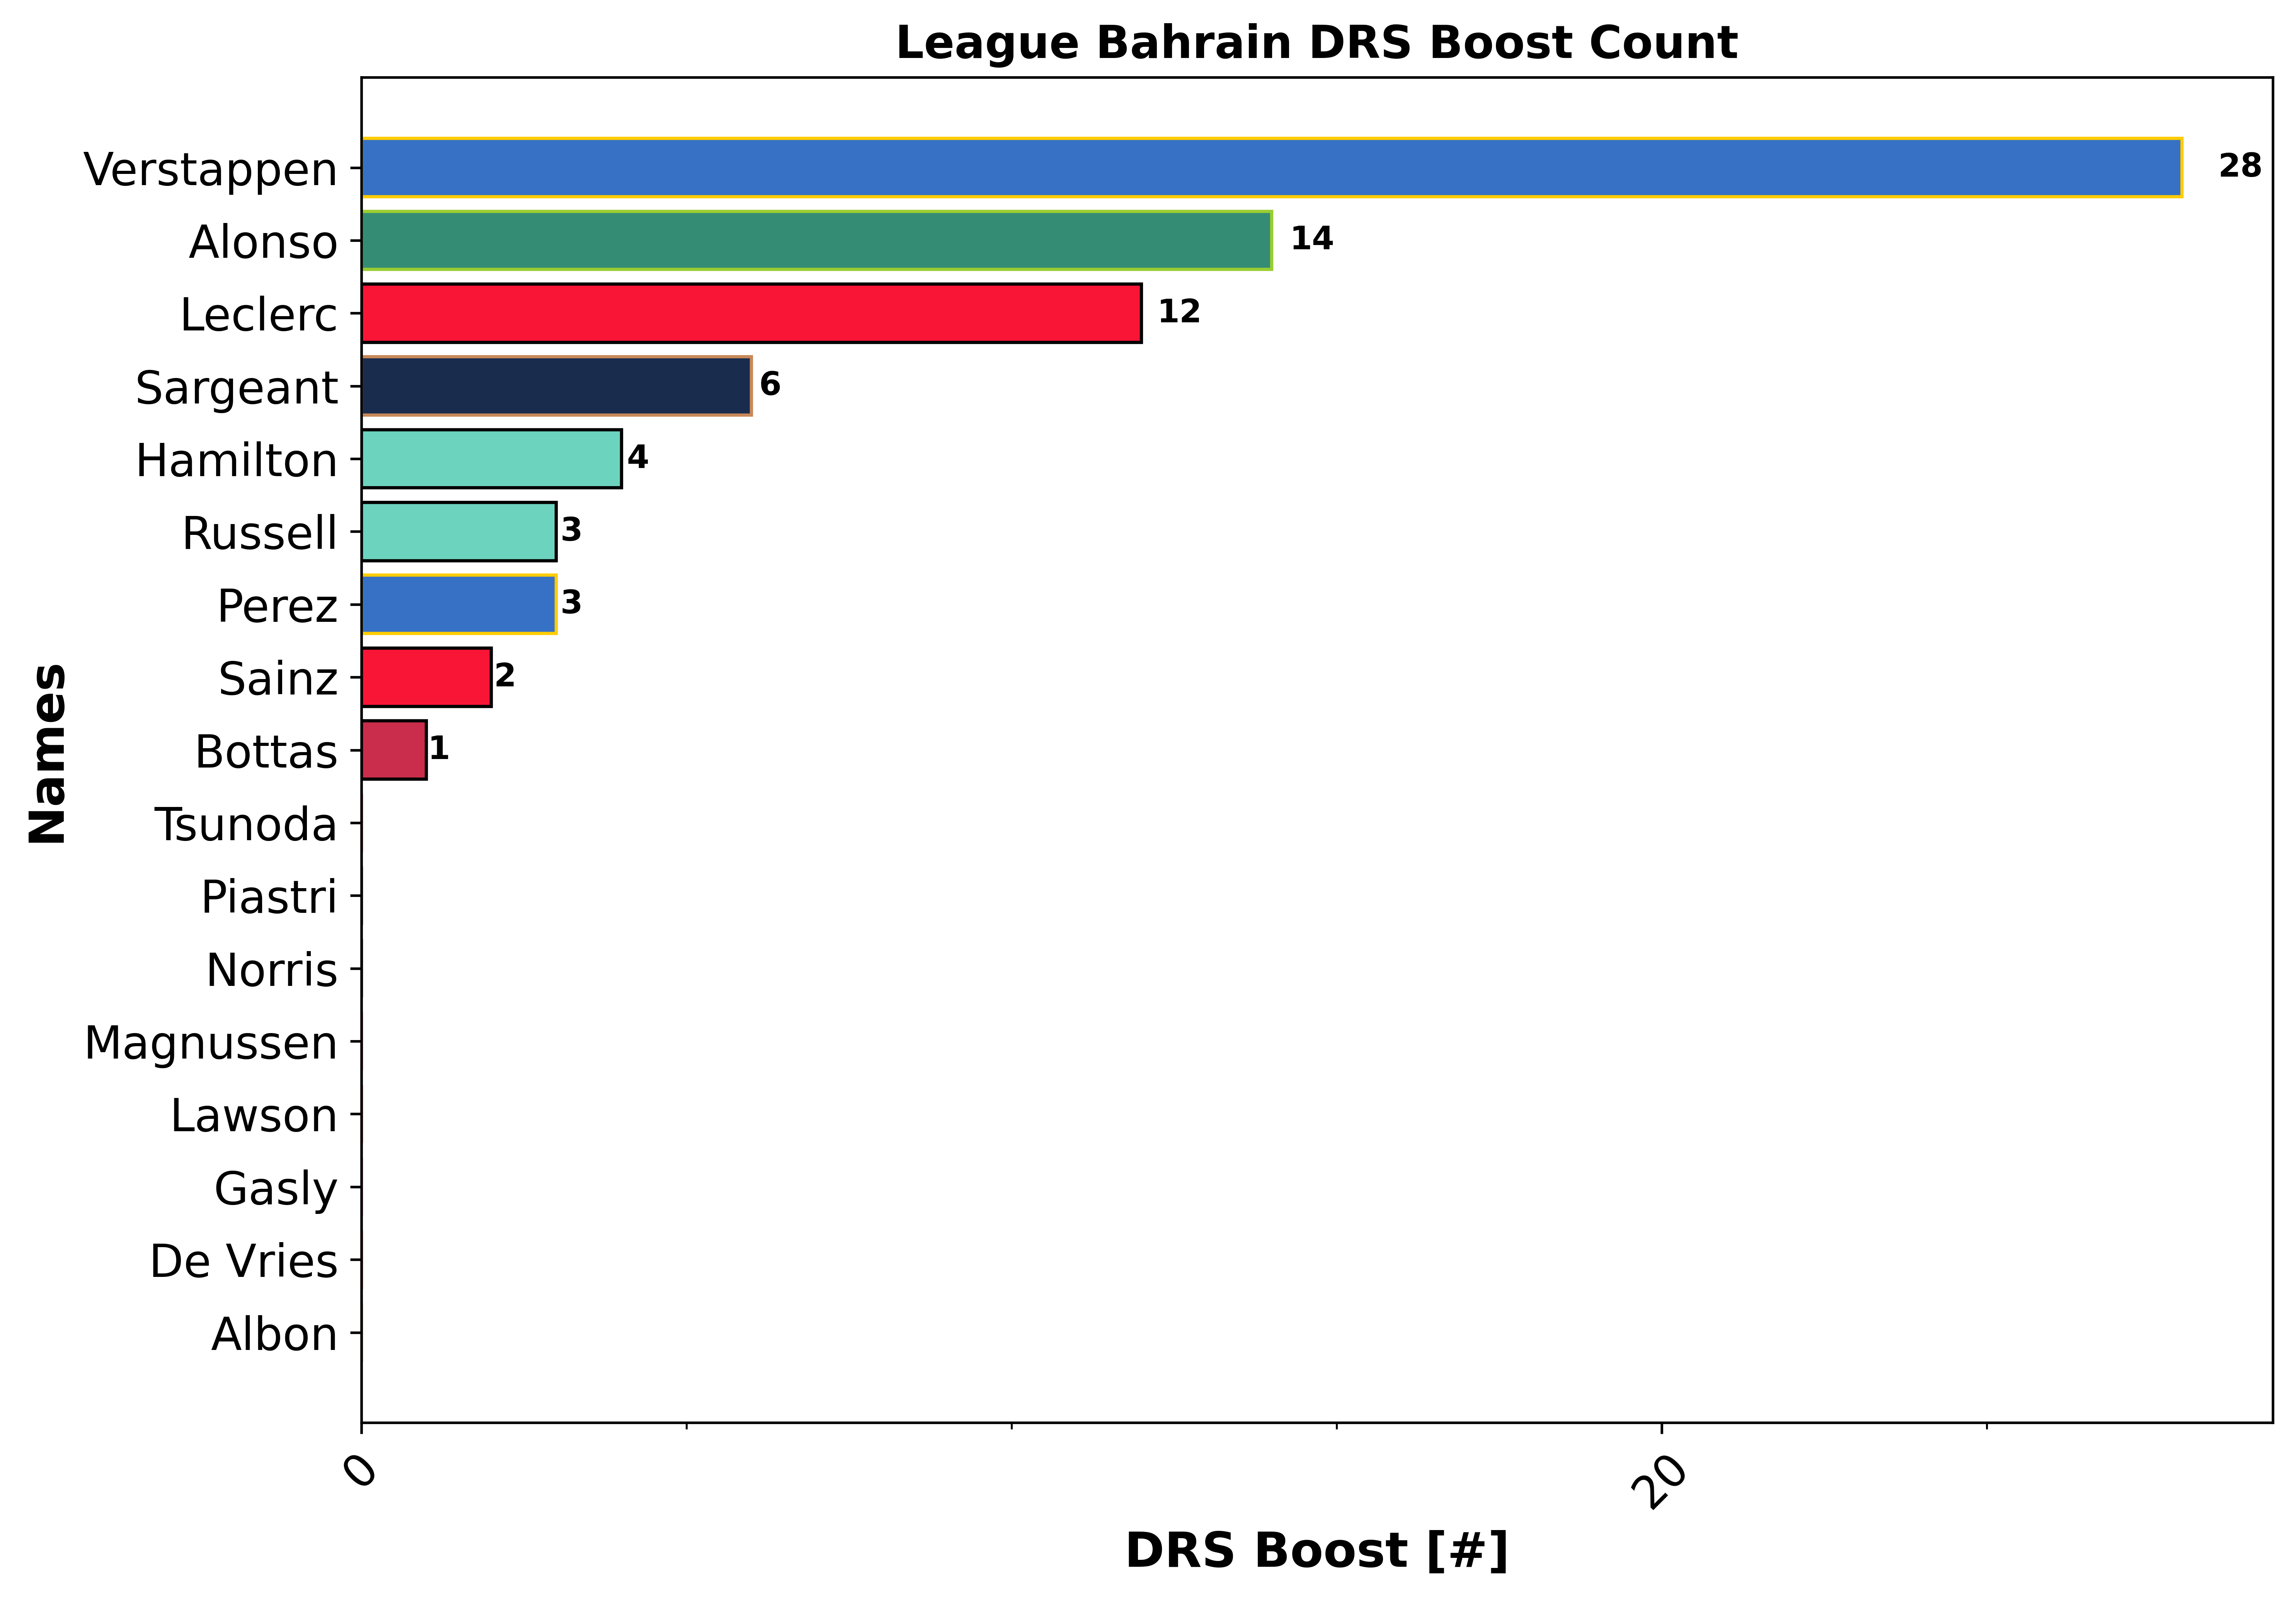 League Bahrain DRS Boost Count
Verstappen 28
Alonso 14
Leclerc 12
Sargeant 6
Hamilton 4
Russell 3
Perez 3
Sainz 2
Bottas 1
Tsunoda
Piastri
Norris
Magnussen
Lawson
Gasly
De Vries
Albon
Names
0 20
DRS Boost [#]